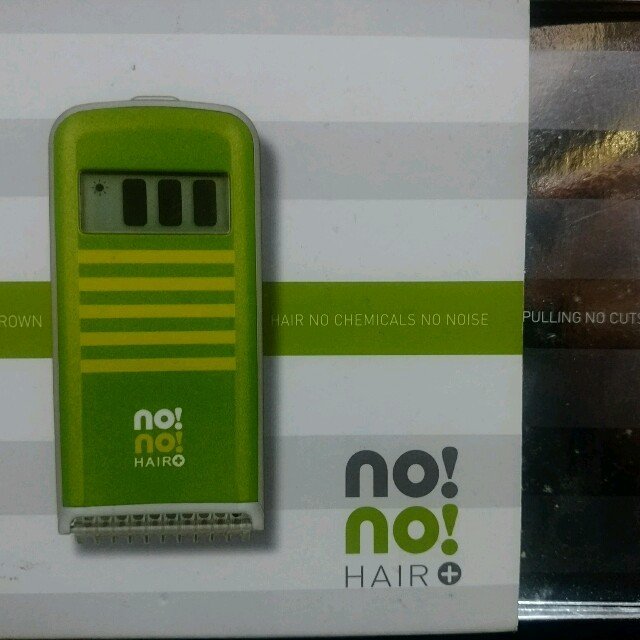 ROWN HAIR NO CHEMICALS NO NOISE PULLING NO CUTS
no!
no!
HAIR+
no!
no!
HAIR+